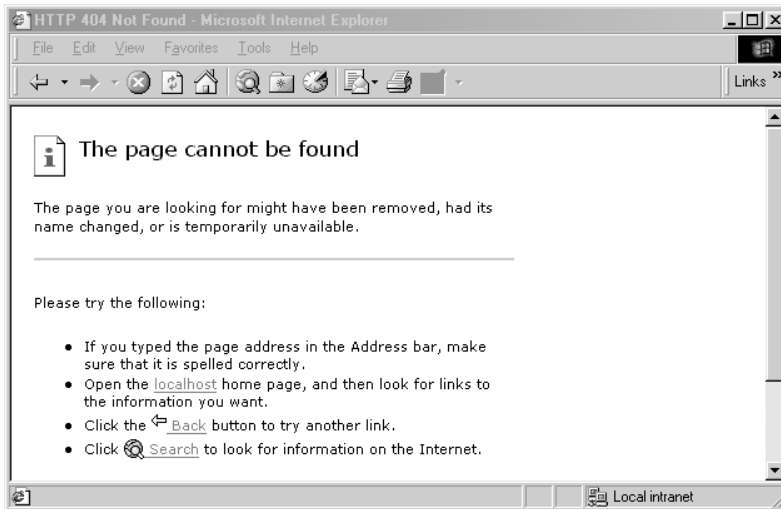 HTTP 404 Not Found - Microsoft Internet Explorer
File Edit View Favorites Tools Help
Links »
The page cannot be found
The page you are looking for might have been removed, had its
name changed, or is temporarily unavailable.
Please try the following:
• If you typed the page address in the Address bar, make
sure that it is spelled correctly.
• Open the localhost home page, and then look for links to
the information you want.
• Click the Back button to try another link.
• Click Search to look for information on the Internet.
Local intranet